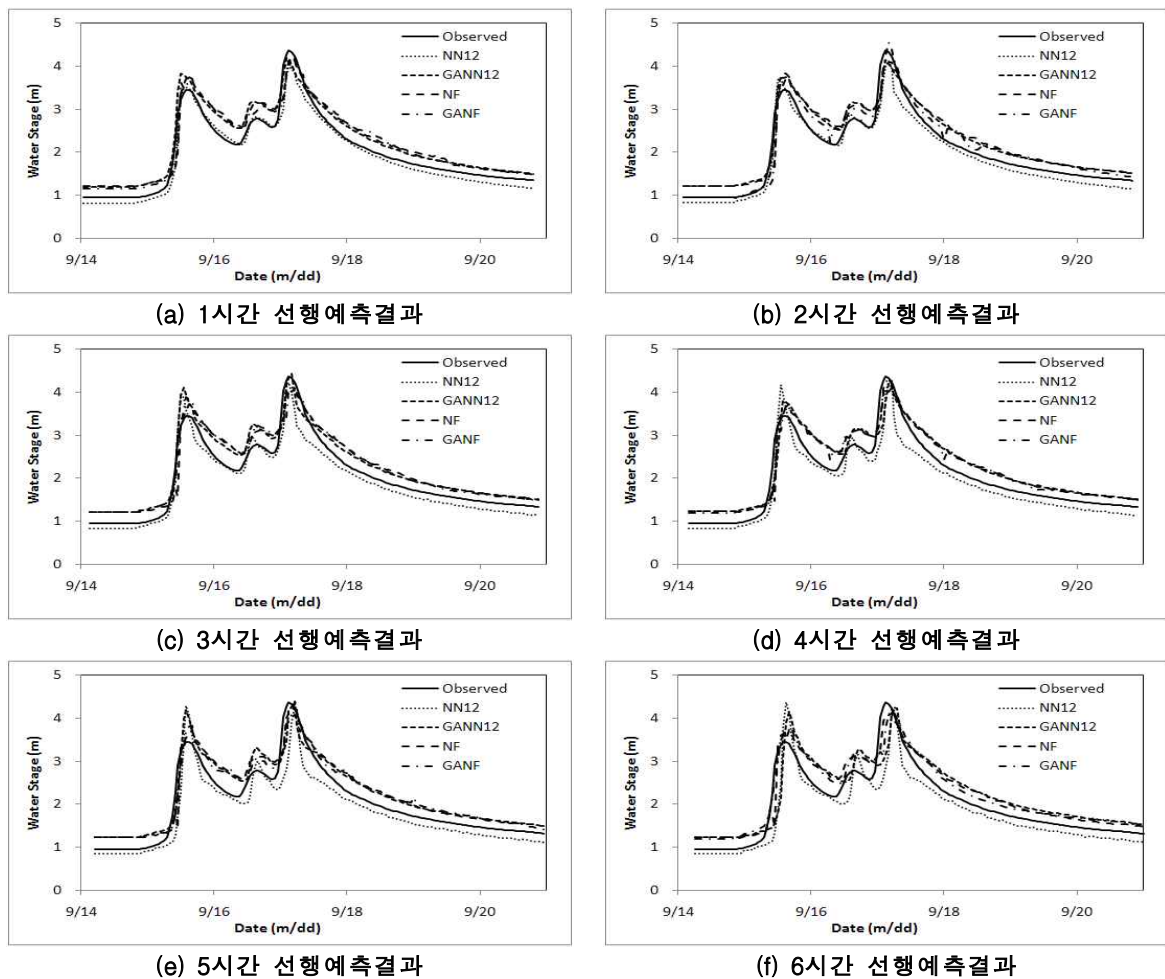 5
4
3
2
1
0
Water Stage (m)
Observed
NN12
GANN12
NF
GANF
9/14
9/16
9/18
9/20
Date (m/dd)
(a) 1시간 선행예측결과
5
4
3
2
1
0
Water Stage (m)
Observed
NN12
GANN12
NF
GANF
9/14
9/16
9/18
9/20
Date (m/dd)
(b) 2시간 선행예측결과
5
4
3
2
1
0
Water Stage (m)
Observed
NN12
GANN12
NF
GANF
9/14
9/16
9/18
9/20
Date (m/dd)
(c) 3시간 선행예측결과
5
4
3
2
1
0
Water Stage (m)
Observed
NN12
GANN12
NF
GANF
9/14
9/16
9/18
9/20
Date (m/dd)
(d) 4시간 선행예측결과
5
4
3
2
1
0
Water Stage (m)
Observed
NN12
GANN12
NF
GANF
9/14
9/16
9/18
9/20
Date (m/dd)
(e) 5시간 선행예측결과
5
4
3
2
1
0
Water Stage (m)
Observed
NN12
GANN12
NF
GANF
9/14
9/16
9/18
9/20
Date (m/dd)
(f) 6시간 선행예측결과